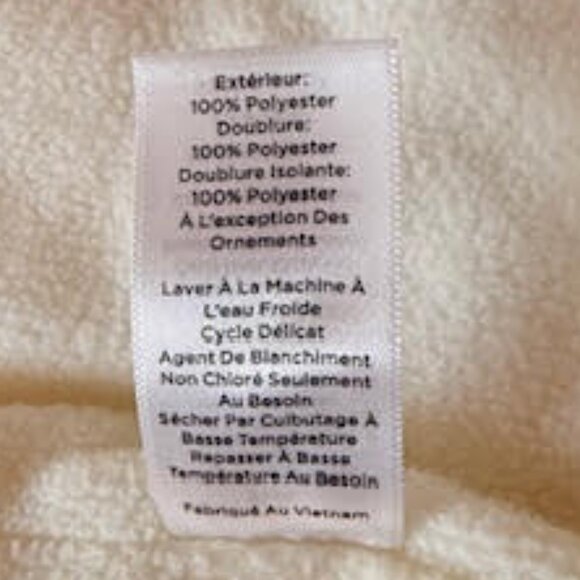 Extérieur:
100% Polyester
Doublure:
100% Polyester
Doublure Isolante:
100% Polyester
À L'exception Des
Ornements
Laver À La Machine À
L'eau Froide
Cycle Délicat
Agent De Blanchiment
Non Chloré Seulement
Au Besoin
Sécher Par Culbutage À
Basse Température
Repasser À Basse
Température Au Besoin
Fabriqué Au Vietnam